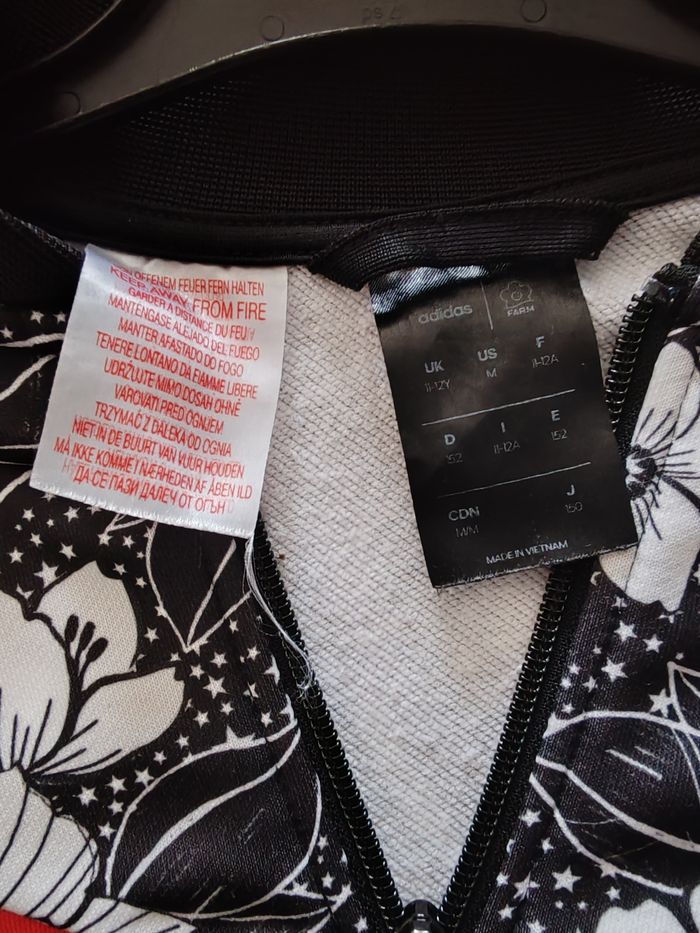 OFFENEM FEUER FERN HALTEN
KEEP AWAY FROM FIRE
GARDER A DISTANCE DU FEU
MANTÉNGASE ALEJADO DEL FUEGO
MANTER AFASTADO DO FOGO
TENERE LONTANO DA FIAMME LIBERE
UDRŽUJTE MIMO DOSAH OHNĚ
VAROVATI PRED OGNJEM
TRZYMAĆ Z DALEKA OD OGNIA
NIET IN DE BUURT VAN VUUR HOUDEN
MÅ IKKE KOMME I NÆRHEDEN AF ÅBEN ILD
ДА СЕ ПАЗИ ДАЛЕЧ ОТ ОГЪН
adidas
FARM
UK US F
11-12Y M 11-12A
D I E
152 11-12A 152
CDN J
M/M 150
MADE IN VIETNAM
adidas